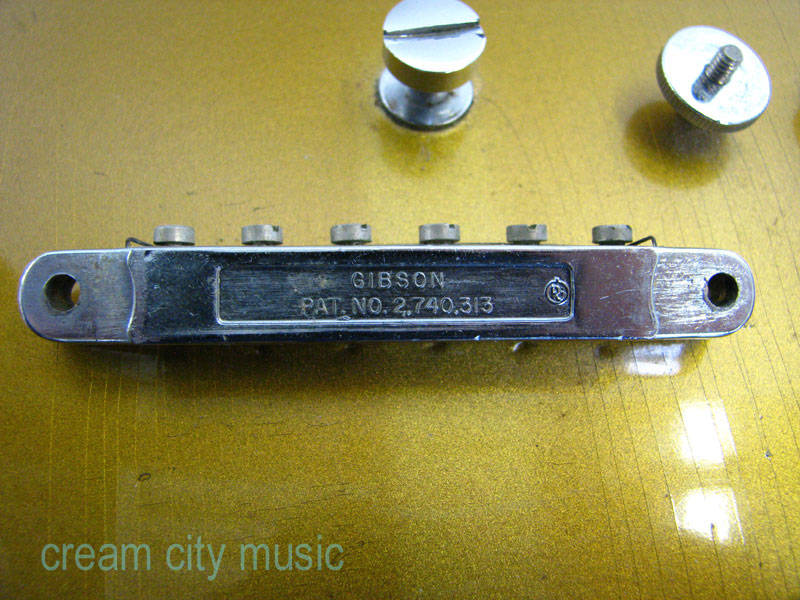 GIBSON
PAT. NO. 2,740,313
cream city music